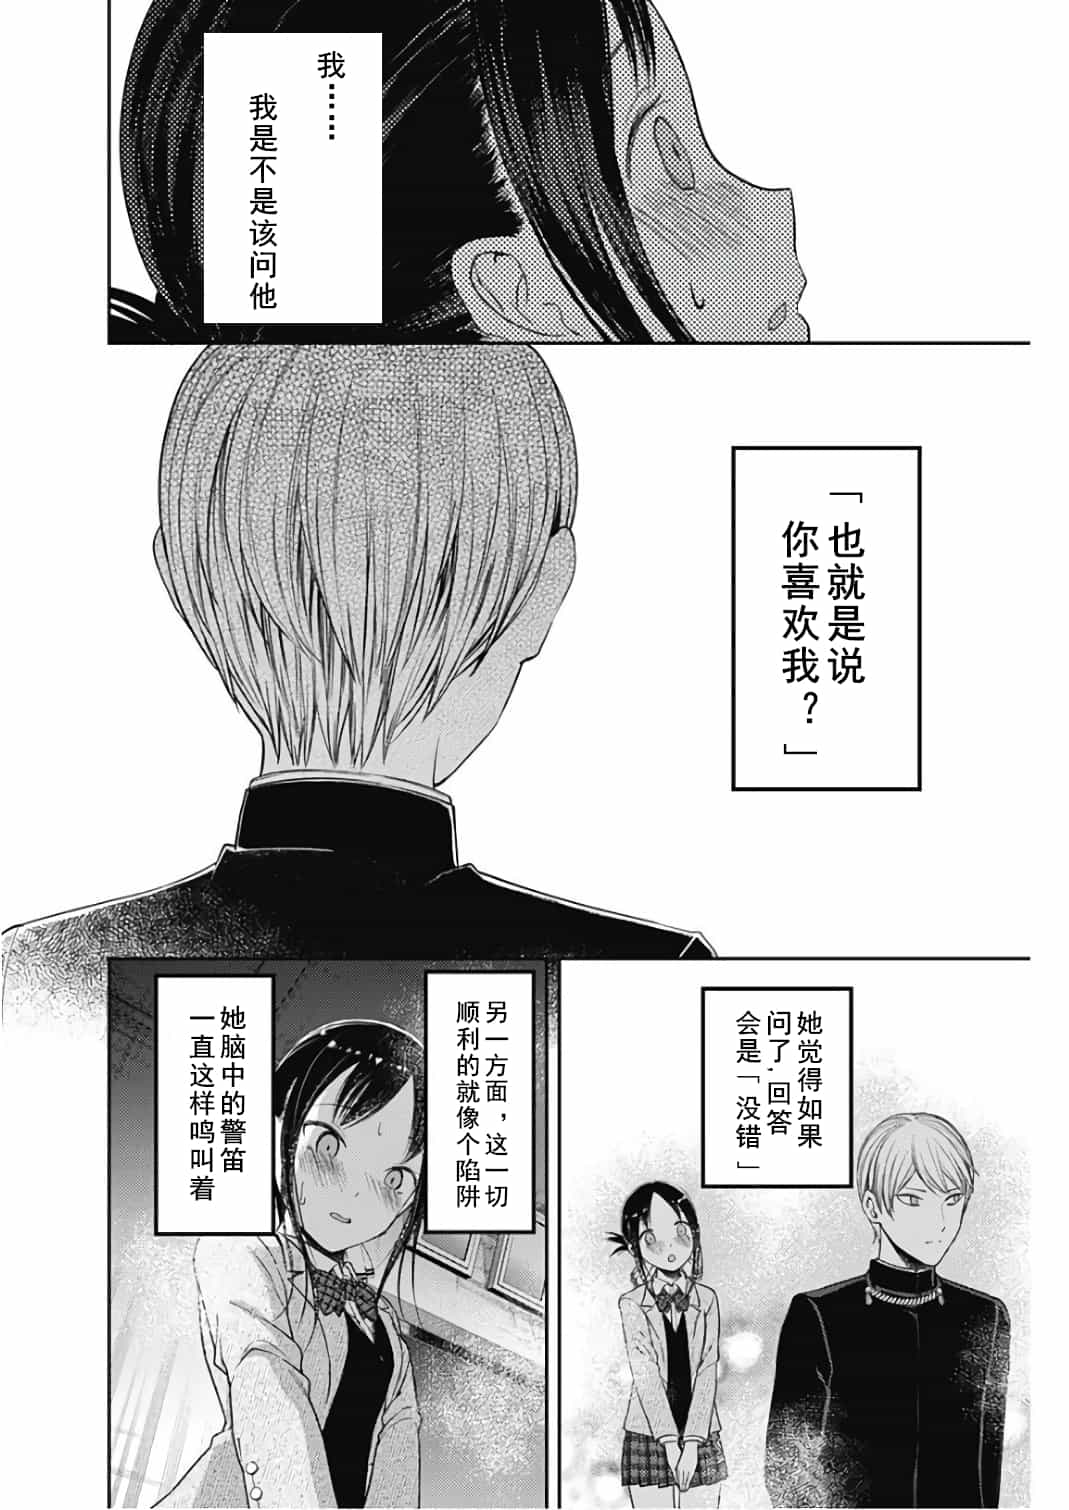 我……
我是不是该问他
「也就是说
你喜欢我？」
她觉得如果
问了，回答
会是「没错」
另一方面，这一切
顺利的就像个陷阱
她脑中的警笛
一直这样鸣叫着